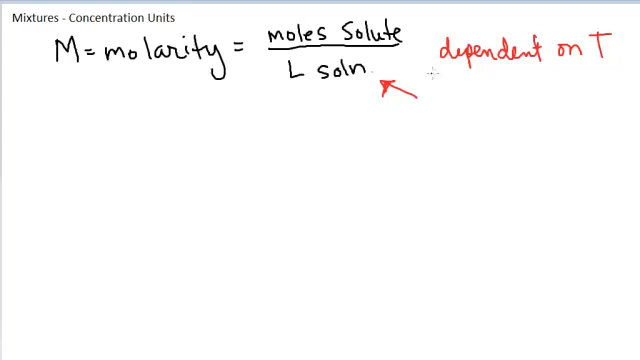 Mixtures - Concentration Units
M = molarity = moles Solute / L soln. dependent on T